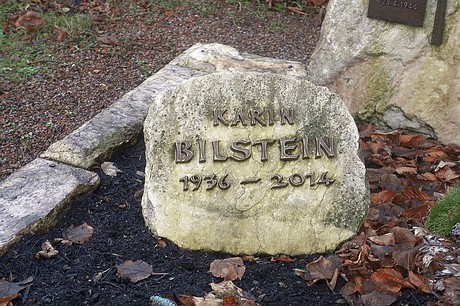 KARIN
BILSTEIN
1936 – 2014